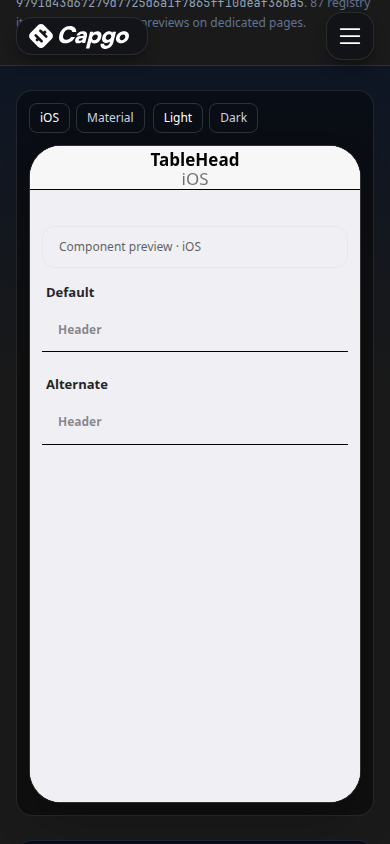 9791d43d67279d7725d6a1f7865ff10deaf36ba5. 87 registry
previews on dedicated pages.
Capgo
iOS
Material
Light
Dark
TableHead
iOS
Component preview · iOS
Default
Header
Alternate
Header